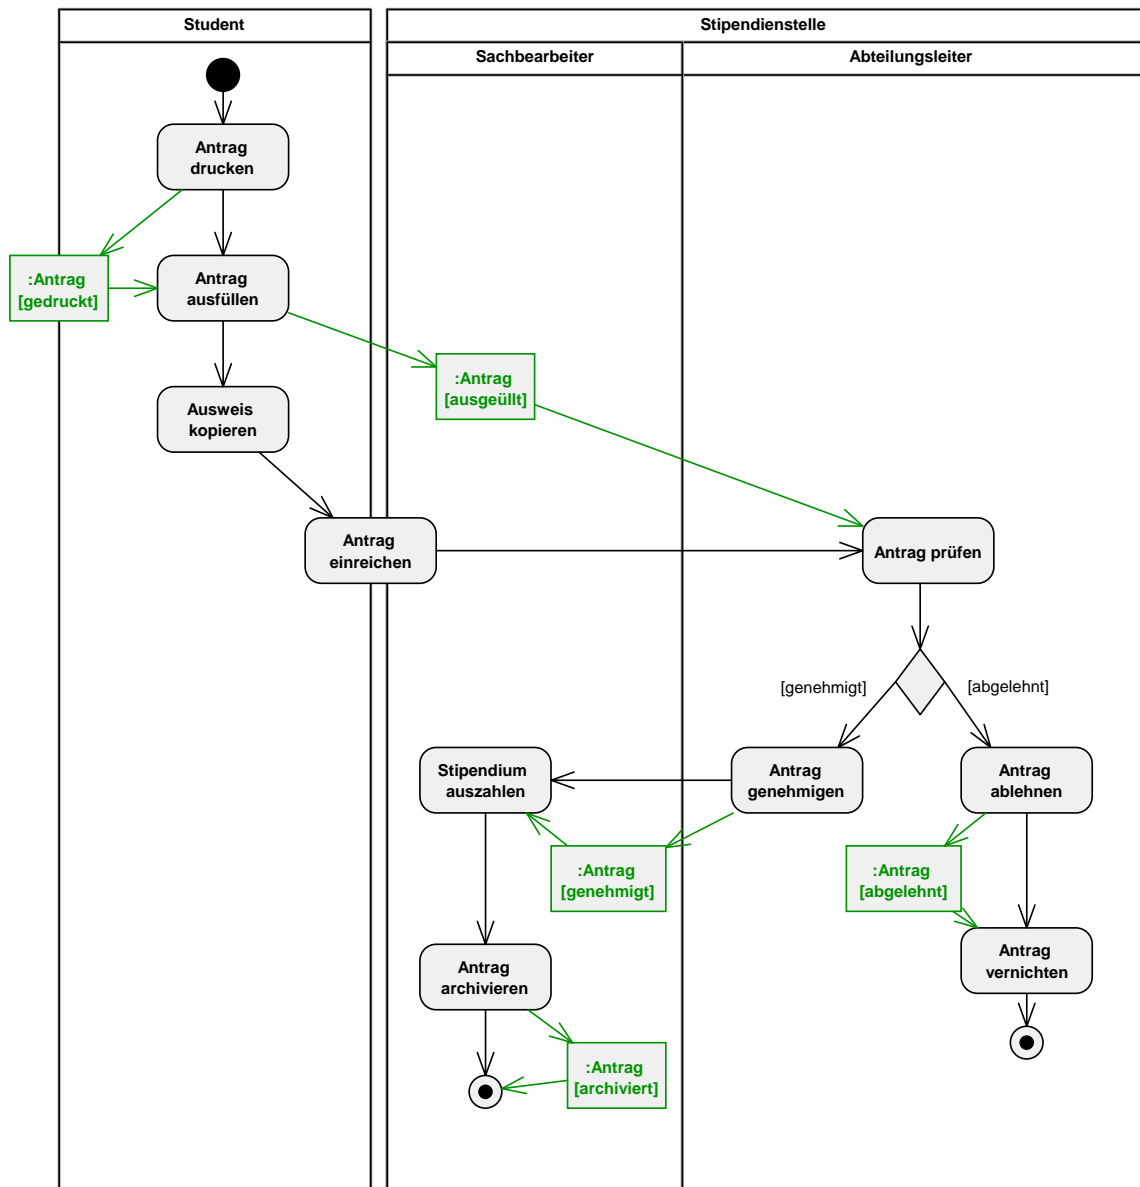 Student
Stipendienstelle
Sachbearbeiter
Abteilungsleiter
Antrag
drucken
:Antrag
[gedruckt]
Antrag
ausfüllen
:Antrag
[ausgeüllt]
Ausweis
kopieren
Antrag
einreichen
Antrag prüfen
[genehmigt]
[abgelehnt]
Stipendium
auszahlen
Antrag
genehmigen
Antrag
ablehnen
:Antrag
[genehmigt]
:Antrag
[abgelehnt]
Antrag
archivieren
Antrag
vernichten
:Antrag
[archiviert]